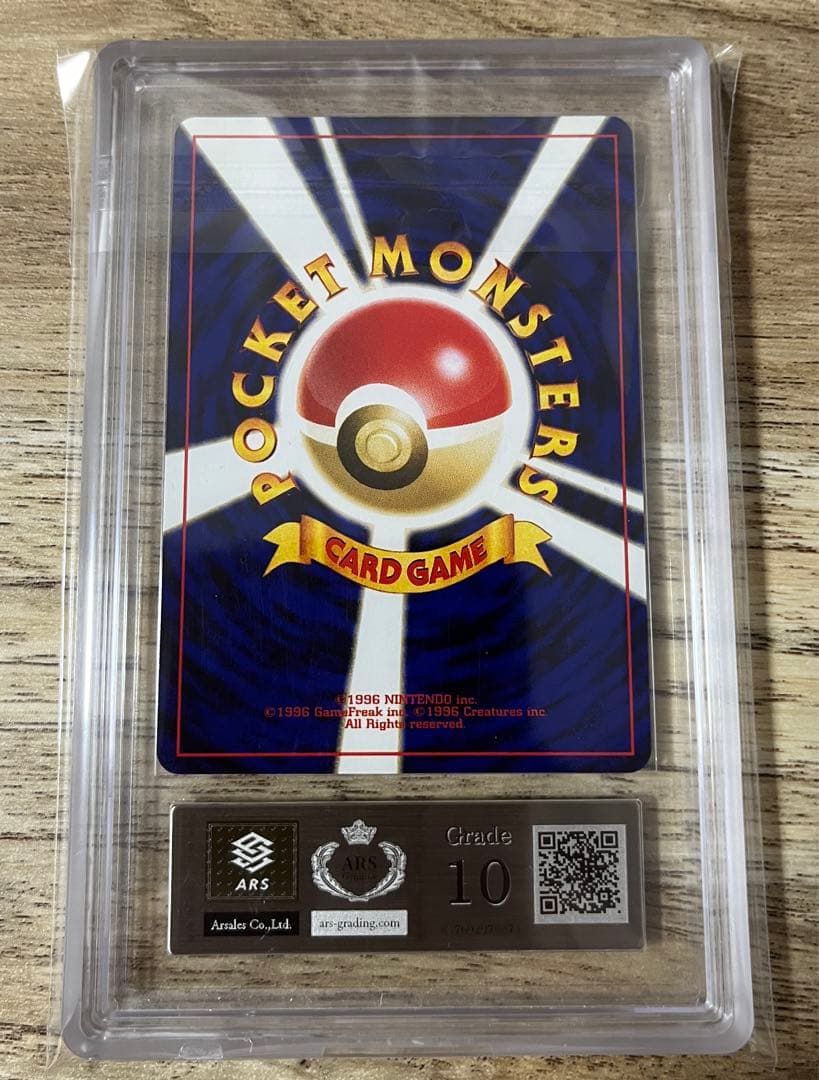 POCKET MONSTERS
CARD GAME
©1996 NINTENDO inc.
©1996 GameFreak inc. ©1996 Creatures inc.
All Rights reserved.
ARS
Arsales Co.,Ltd.
ARS
ars-grading.com
Grade
10